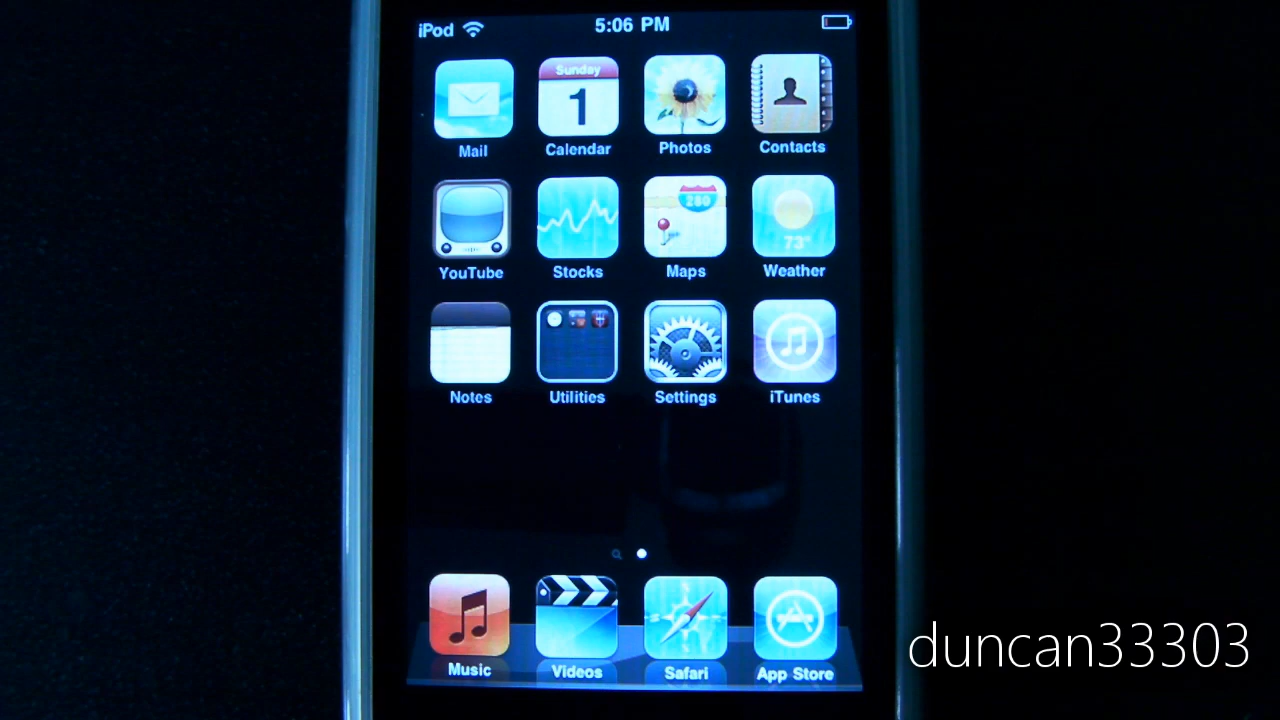 iPod 5:06 PM
Sunday
1
Mail Calendar Photos Contacts
280
73°
YouTube Stocks Maps Weather
Notes Utilities Settings iTunes
Music Videos Safari App Store
duncan33303